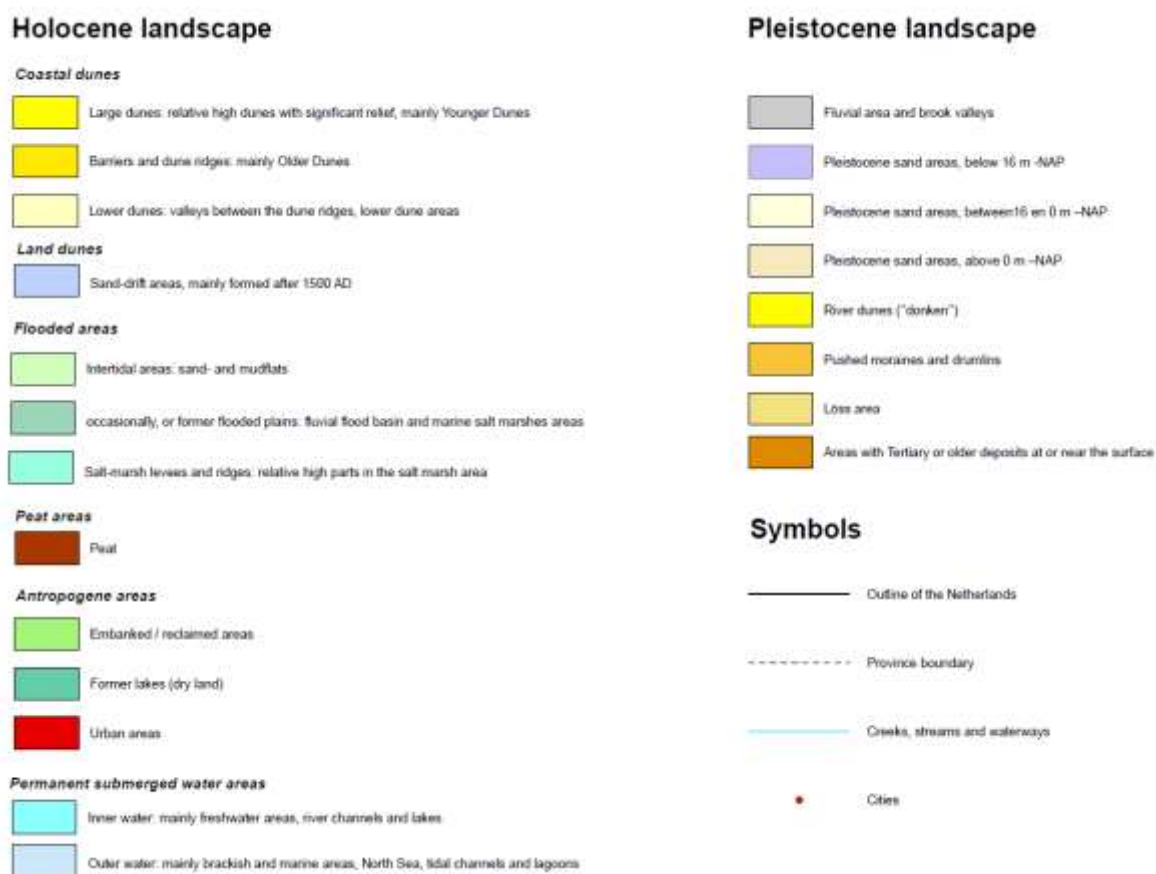 Holocene landscape
Coastal dunes
Large dunes: relative high dunes with significant relief, mainly Younger Dunes
Barriers and dune ridges: mainly Older Dunes
Lower dunes: valleys between the dune ridges, lower dune areas
Land dunes
Sand-drift areas, mainly formed after 1500 AD
Flooded areas
Intertidal areas: sand- and mudflats
occasionally, or former flooded plains: fluvial flood basin and marine salt marshes areas
Salt-marsh levees and ridges: relative high parts in the salt marsh area
Peat areas
Peat
Antropogene areas
Embanked / reclaimed areas
Former lakes (dry land)
Urban areas
Permanent submerged water areas
Inner water: mainly freshwater areas, river channels and lakes
Outer water: mainly brackish and marine areas, North Sea, tidal channels and lagoons
Pleistocene landscape
Fluvial area and brook valleys
Pleistocene sand areas, below 16 m -NAP
Pleistocene sand areas, between16 en 0 m –NAP
Pleistocene sand areas, above 0 m –NAP
River dunes ("donken")
Pushed moraines and drumlins
Löss area
Areas with Tertiary or older deposits at or near the surface
Symbols
Outline of the Netherlands
Province boundary
Creeks, streams and waterways
Cities